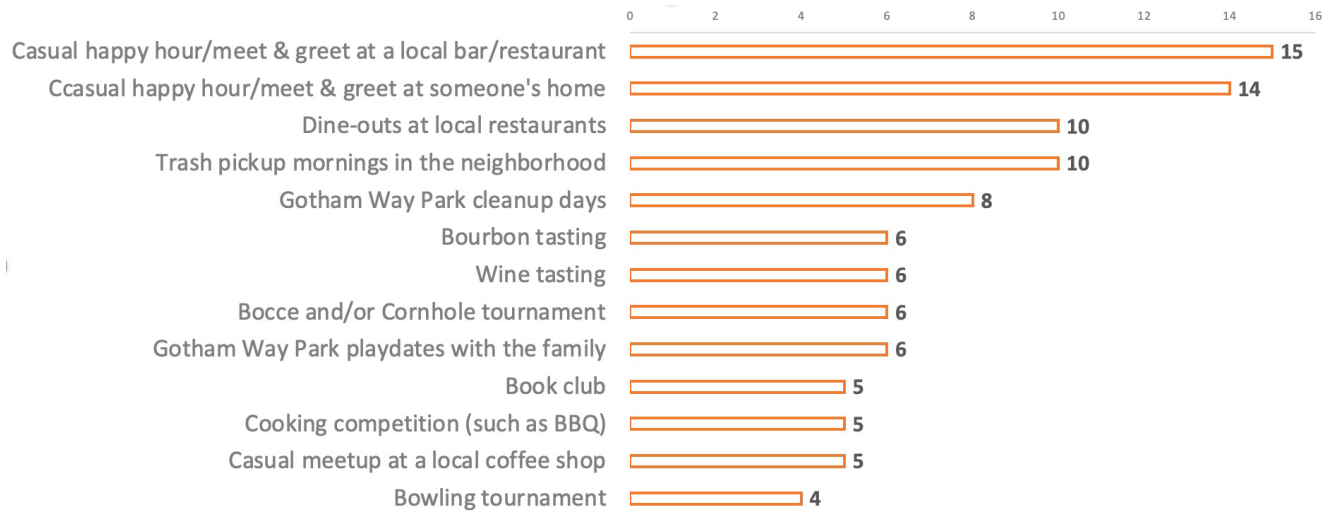 0 2 4 6 8 10 12 14 16
Casual happy hour/meet & greet at a local bar/restaurant 15
Ccasual happy hour/meet & greet at someone's home 14
Dine-outs at local restaurants 10
Trash pickup mornings in the neighborhood 10
Gotham Way Park cleanup days 8
Bourbon tasting 6
Wine tasting 6
Bocce and/or Cornhole tournament 6
Gotham Way Park playdates with the family 6
Book club 5
Cooking competition (such as BBQ) 5
Casual meetup at a local coffee shop 5
Bowling tournament 4